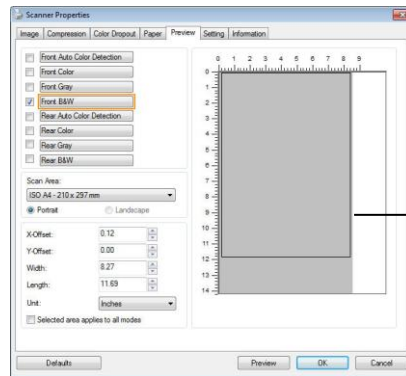 Scanner Properties
Image Compression Color Dropout Paper Preview Setting Information
Front Auto Color Detection
Front Color
Front Gray
Front B&W
Rear Auto Color Detection
Rear Color
Rear Gray
Rear B&W
Scan Area:
ISO A4 - 210 x 297 mm
Portrait
Landscape
X-Offset: 0.12
Y-Offset: 0.00
Width: 8.27
Length: 11.69
Unit: Inches
Selected area applies to all modes
0 1 2 3 4 5 6 7 8 9
0
1
2
3
4
5
6
7
8
9
10
11
12
13
14
Defaults Preview OK Cancel